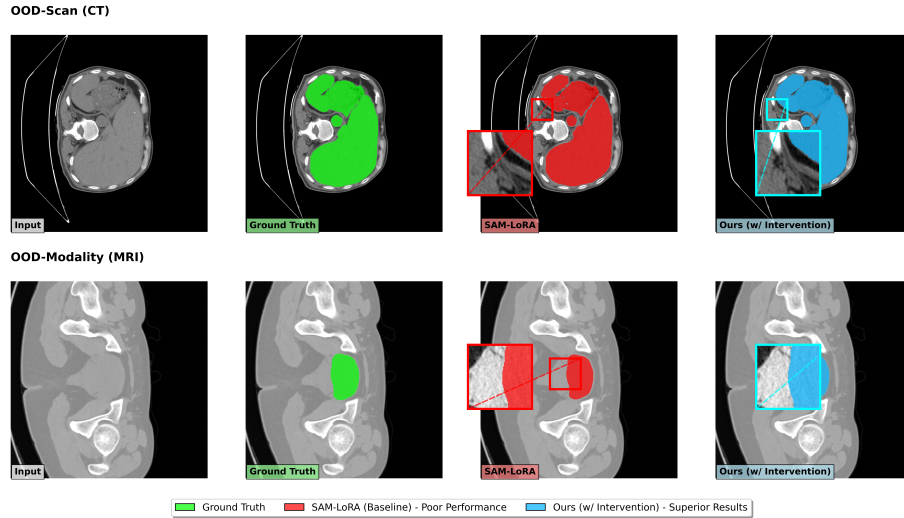 OOD-Scan (CT)
Input
Ground Truth
SAM-LoRA
Ours (w/ Intervention)
OOD-Modality (MRI)
Input
Ground Truth
SAM-LoRA
Ours (w/ Intervention)
Ground Truth
SAM-LoRA (Baseline) - Poor Performance
Ours (w/ Intervention) - Superior Results